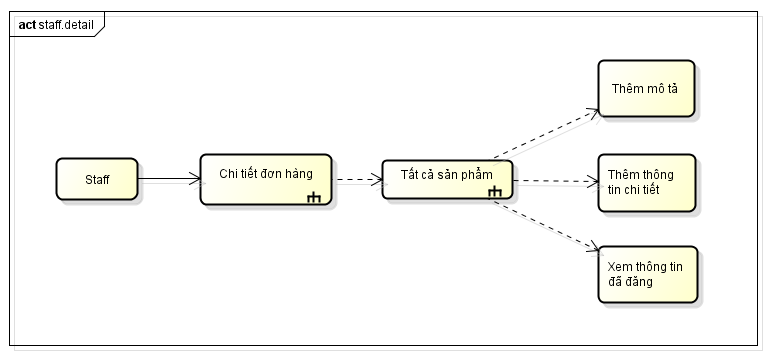 act staff.detail
Staff
Chi tiết đơn hàng
Tất cả sản phẩm
Thêm mô tả
Thêm thông
tin chi tiết
Xem thông tin
đã đăng